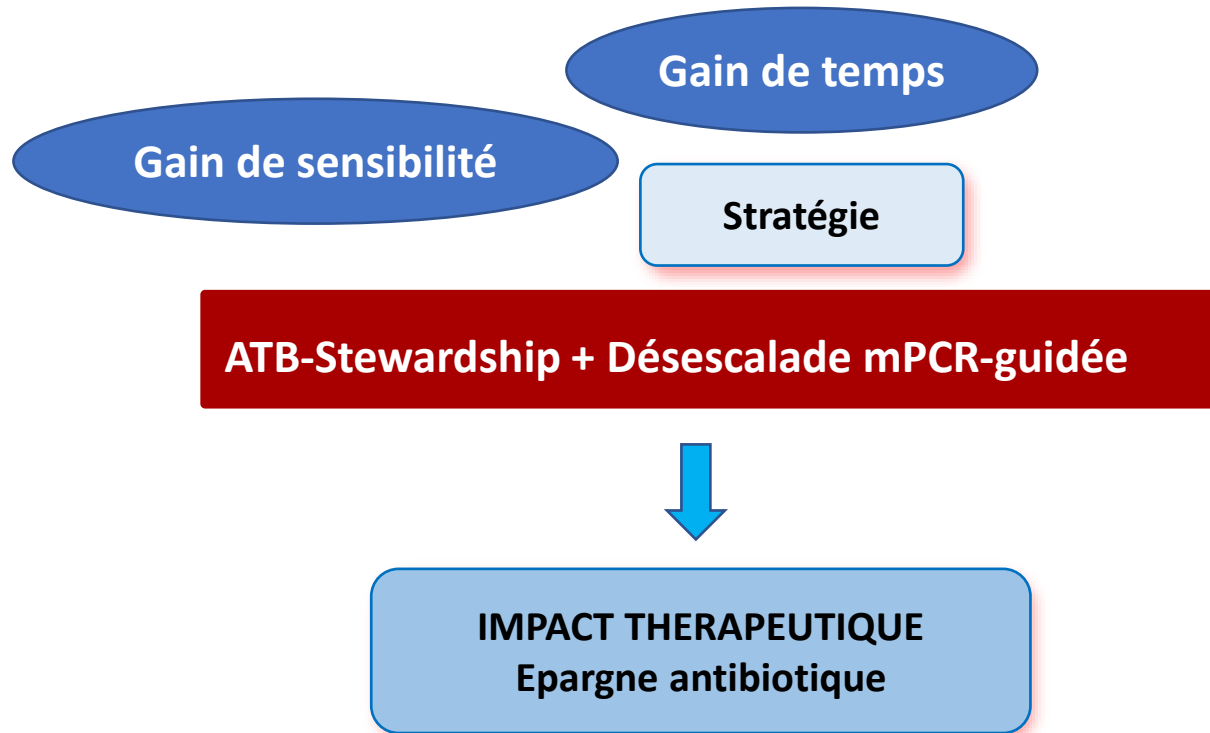 Gain de temps
Gain de sensibilité
Stratégie
ATB-Stewardship + Désescalade mPCR-guidée
IMPACT THERAPEUTIQUE
Epargne antibiotique